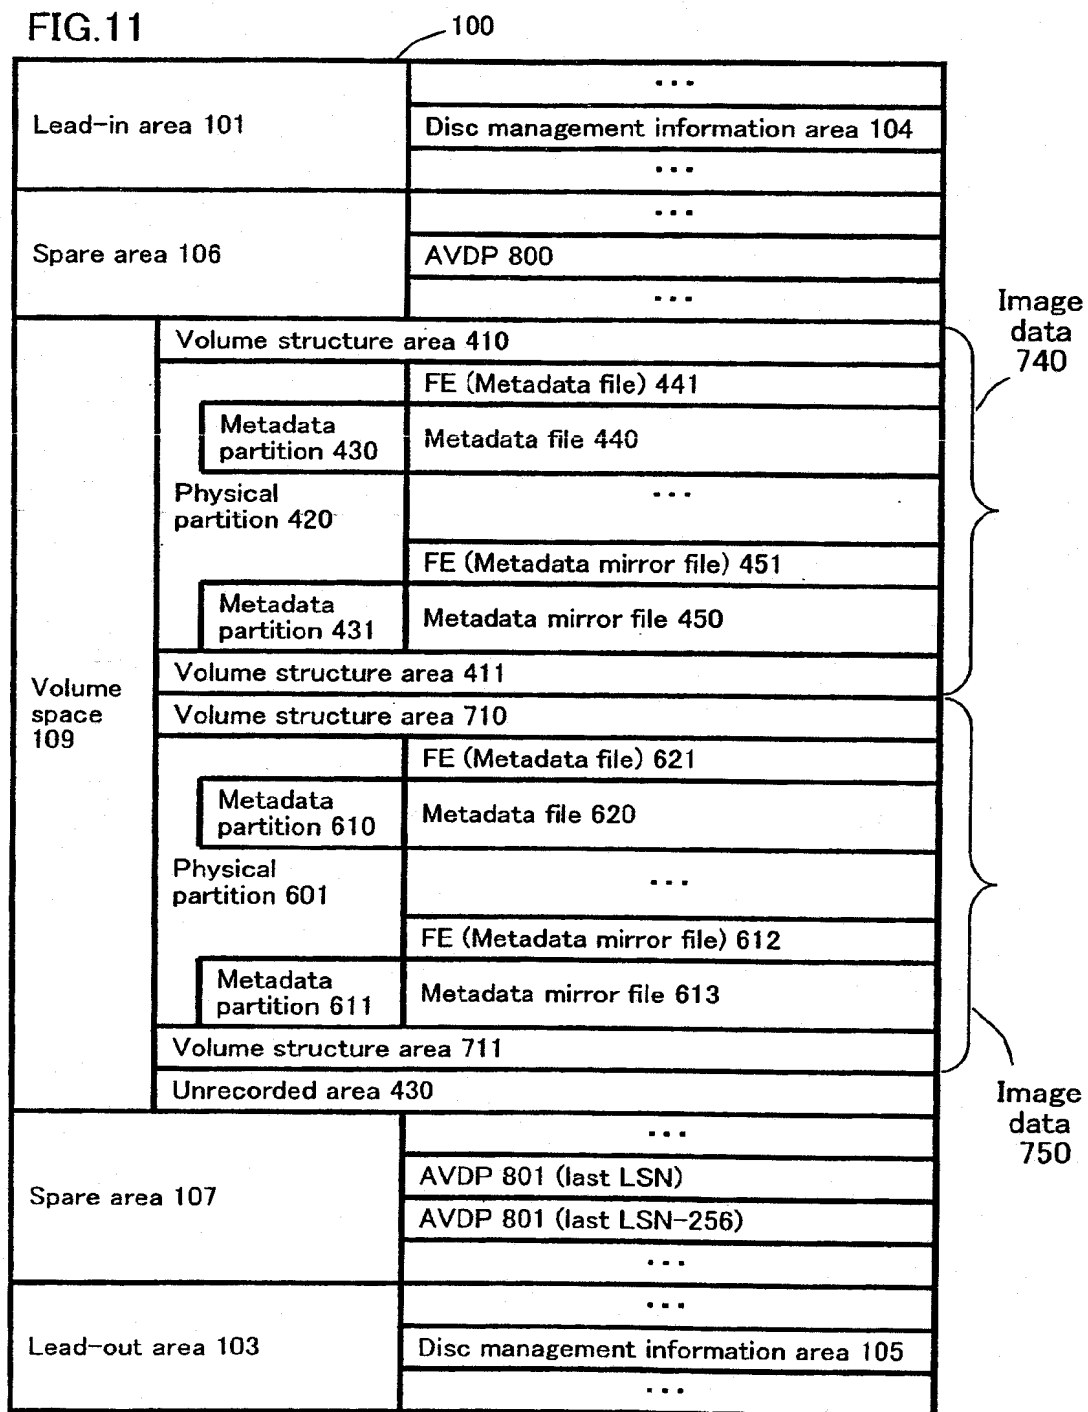 FIG.11
100
...
Lead-in area 101
Disc management information area 104
...
...
Spare area 106
AVDP 800
...
Image
data
740
Volume structure area 410
FE (Metadada file) 441
Metadata
partition 430
Metadata file 440
Physical
partition 420
...
FE (Metadata mirror file) 451
Metadata
partition 431
Metadata mirror file 450
Volume structure area 411
Volume
space
109
Volume structure area 710
FE (Metadata file) 621
Metadata
partition 610
Metadata file 620
Physical
partition 601
...
FE (Metadata mirror file) 612
Metadata
partition 611
Metadata mirror file 613
Volume structure area 711
Unrecorded area 430
Image
data
750
...
Spare area 107
AVDP 801 (last LSN)
AVDP 801 (last LSN-256)
...
...
Lead-out area 103
Disc management information area 105
...